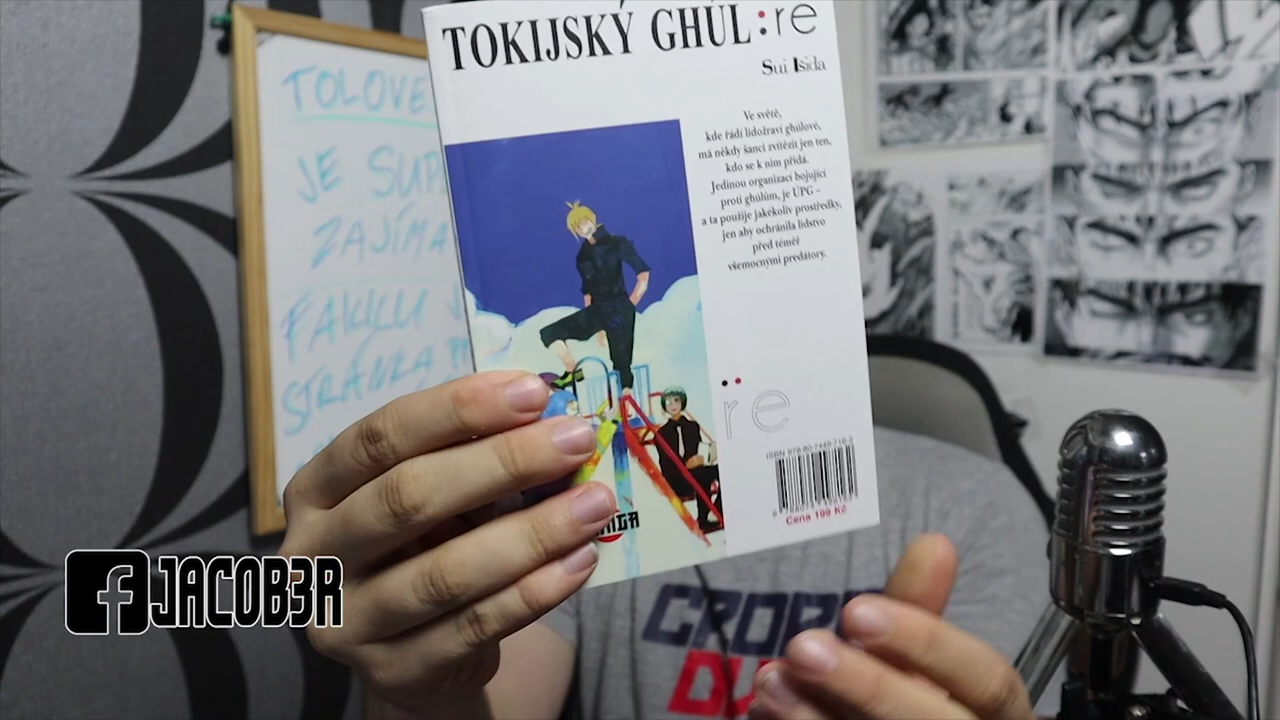 TOKIJSKÝ GHÚL:re
Sui Išida
Ve světě,
kde řádí lidožraví ghúlové,
má někdy šanci zvítězit jen ten,
kdo se k nim přidá.
Jedinou organizací bojující
proti ghúlům, je ÚPG –
a ta použije jakékoliv prostředky,
jen aby ochránila lidstvo
před téměř
všemocnými predátory.
re
Cena 199 Kč
TOLOVE
JE SUP
ZAJÍMA
STRÁNKA
f JACOB3R